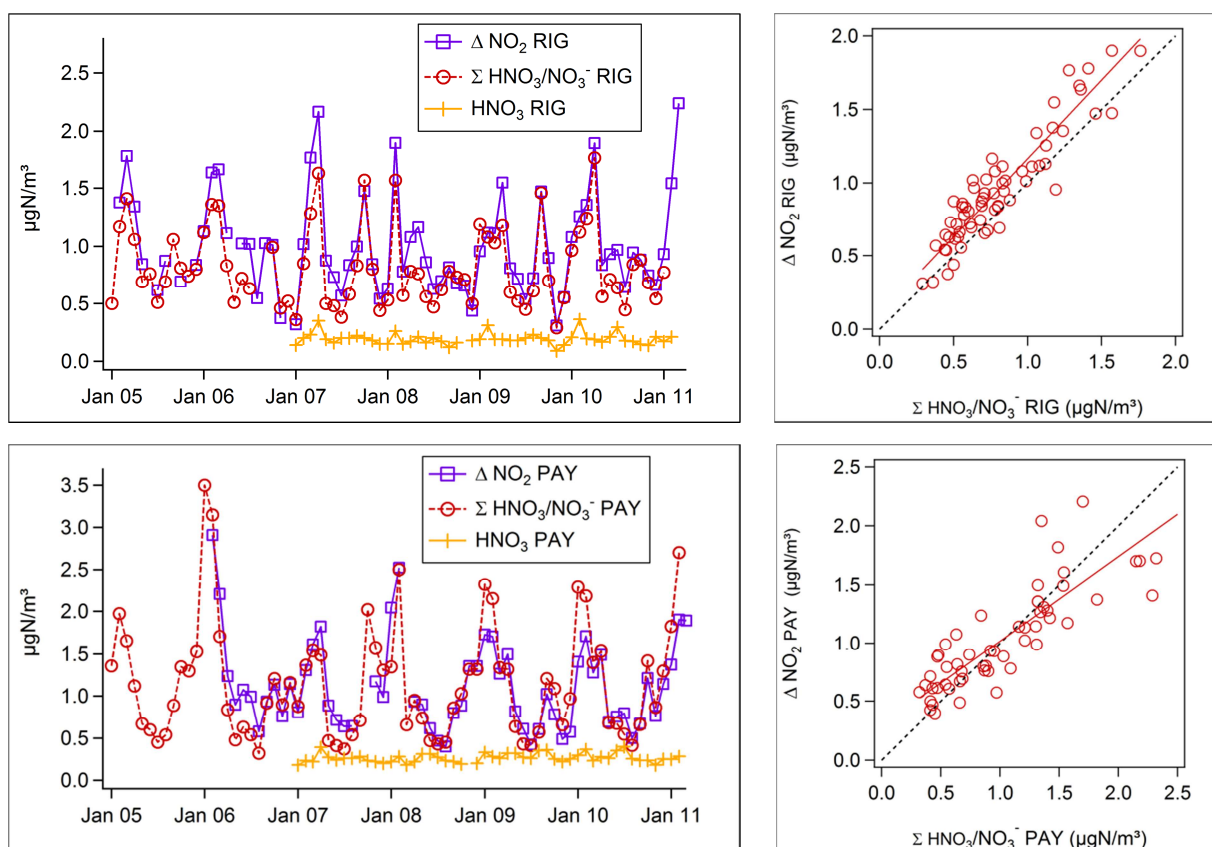 Δ NO₂ RIG
Σ HNO₃/NO₃⁻ RIG
HNO₃ RIG
µgN/m³
2.5
2.0
1.5
1.0
0.5
0.0
Jan 05 Jan 06 Jan 07 Jan 08 Jan 09 Jan 10 Jan 11
Δ NO₂ RIG (µgN/m³)
2.0
1.5
1.0
0.5
0.0
0.0 0.5 1.0 1.5 2.0
Σ HNO₃/NO₃⁻ RIG (µgN/m³)
Δ NO₂ PAY
Σ HNO₃/NO₃⁻ PAY
HNO₃ PAY
µgN/m³
3.5
3.0
2.5
2.0
1.5
1.0
0.5
0.0
Jan 05 Jan 06 Jan 07 Jan 08 Jan 09 Jan 10 Jan 11
Δ NO₂ PAY (µgN/m³)
2.5
2.0
1.5
1.0
0.5
0.0
0.0 0.5 1.0 1.5 2.0 2.5
Σ HNO₃/NO₃⁻ PAY (µgN/m³)